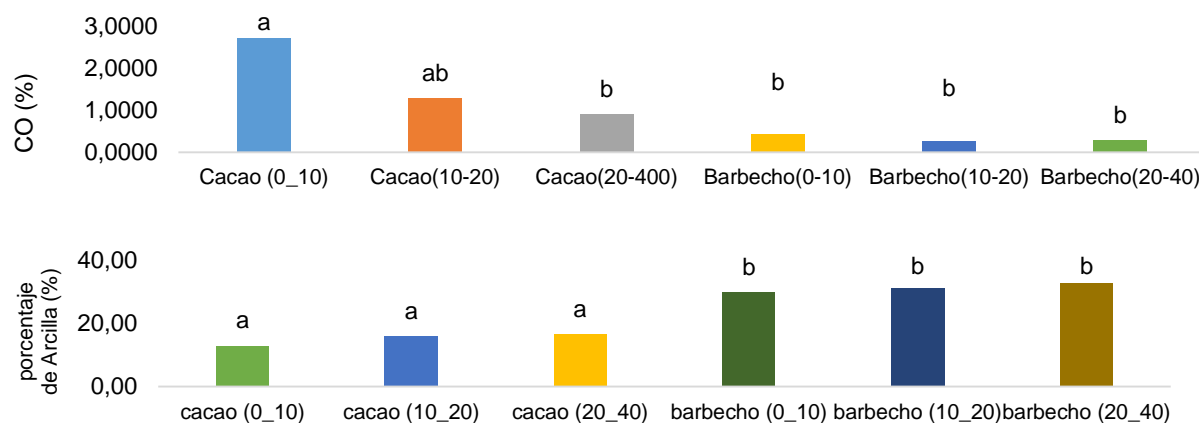 3,0000
2,0000
1,0000
0,0000
CO (%)
a
ab
b
b
b
b
Cacao (0_10)
Cacao(10-20)
Cacao(20-400)
Barbecho(0-10)
Barbecho(10-20)
Barbecho(20-40)
40,00
20,00
0,00
porcentaje
de Arcilla (%)
a
a
a
b
b
b
cacao (0_10)
cacao (10_20)
cacao (20_40)
barbecho (0_10)
barbecho (10_20)
barbecho (20_40)